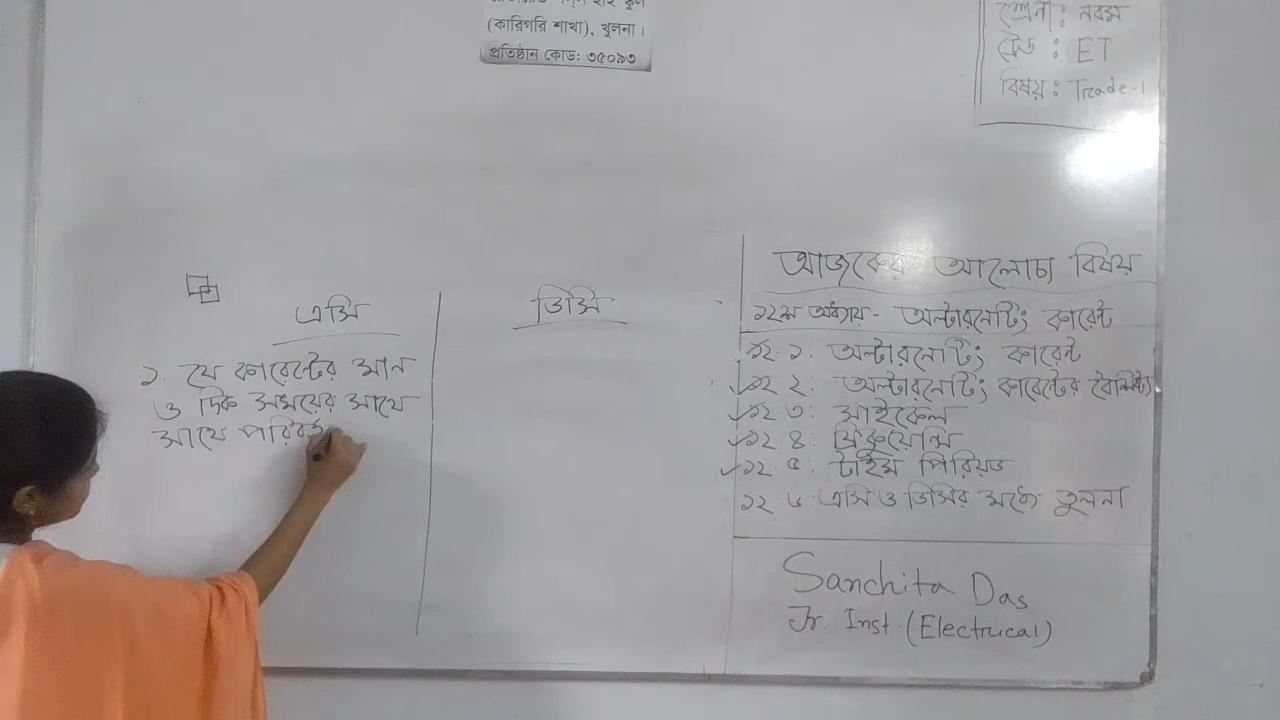 (কারিগরি শাখা), খুলনা।
প্রতিষ্ঠান কোড: ৩৫০৯৩
শ্রেণী: নবম
ট্রেড : ET
বিষয়: Trade-1
এসি
১. যে কারেন্টের মান
ও দিক সময়ের সাথে
সাথে পরিবর্ত
ডিসি
আজকের আলোচ্য বিষয়
১২শ অধ্যায় - অল্টারনেটিং কারেন্ট
১২.১: অল্টারনেটিং কারেন্ট
১২.২: অল্টারনেটিং কারেন্টের বৈশিষ্ট্য
১২.৩: সাইকেল
১২.৪: ফ্রিকুয়েন্সি
১২.৫: টাইম পিরিয়ড
১২.৬: এসি ও ডিসির মধ্যে তুলনা
Sanchita Das
Jr. Inst. (Electrical)